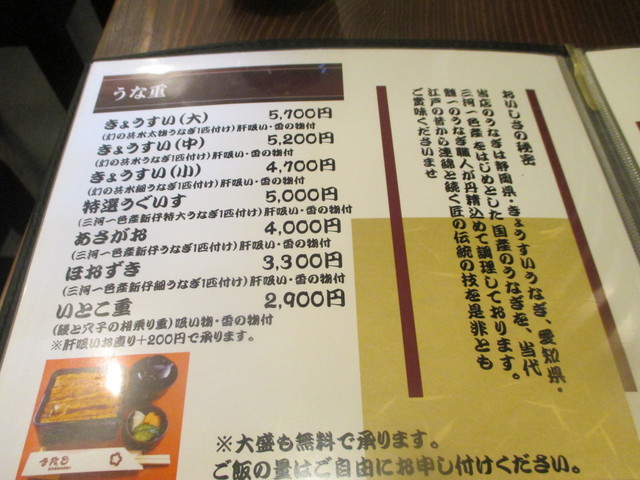 うな重
きょうすい(大) 5,700円
(幻の共水太物うなぎ1匹付け)肝吸い・香の物付
きょうすい(中) 5,200円
(幻の共水うなぎ1匹付け)肝吸い・香の物付
きょうすい(小) 4,700円
(幻の共水細うなぎ1匹付け)肝吸い・香の物付
特選うぐいす 5,000円
(三河一色産新仔特大うなぎ1匹付け)肝吸い・香の物付
あさがお 4,000円
(三河一色産新仔うなぎ1匹付け)肝吸い・香の物付
ほおずき 3,300円
(三河一色産新仔細うなぎ1匹付け)肝吸い・香の物付
いとこ重 2,900円
(鰻と穴子の相乗り重)吸い物・香の物付
※肝吸いお直り+200円で承ります。
おいしさの秘密
当店のうなぎは静岡県・きょうすいうなぎ、愛知県・
三河一色産をはじめとした国産のうなぎを、当代
随一のうなぎ職人が丹精込めて調理しております。
江戸の昔から連綿と続く匠の伝統の技を是非とも
ご賞味くださいませ
※大盛も無料で承ります。
ご飯の量はご自由にお申し付けください。